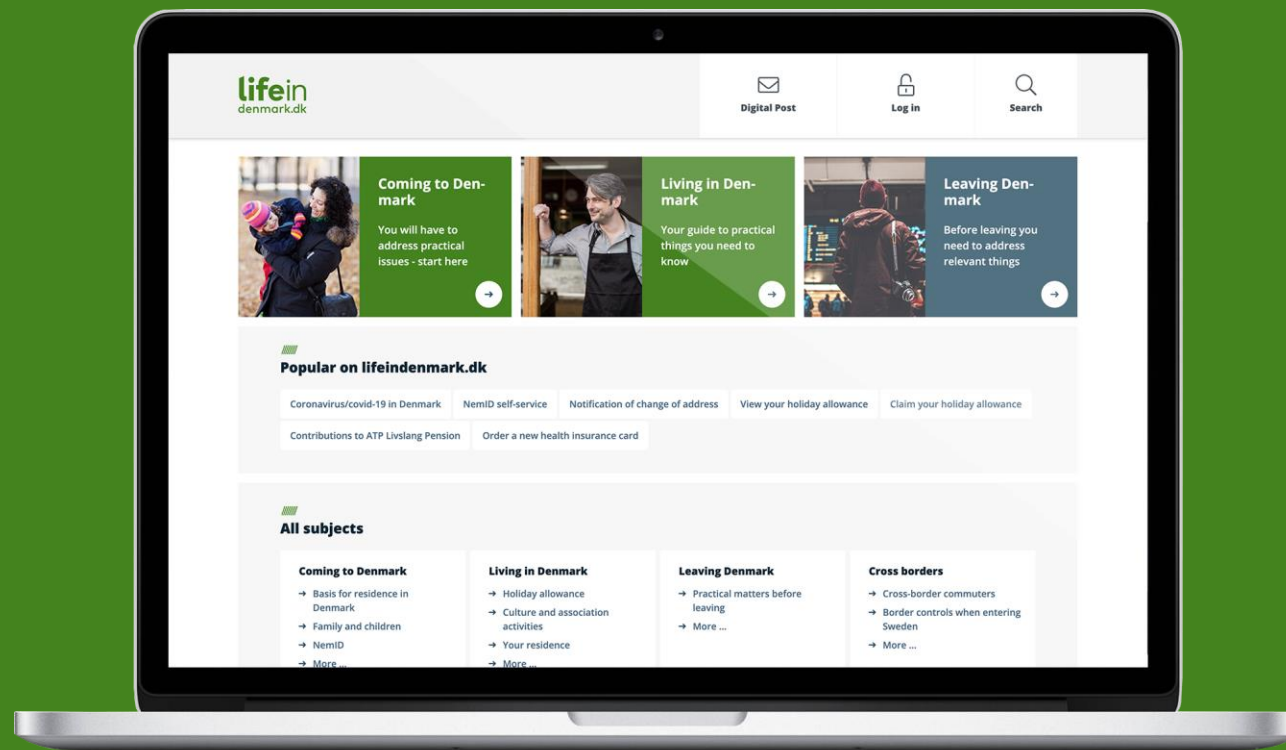 lifein
denmark.dk
Digital Post
Log in
Search
Coming to Den-
mark
You will have to
address practical
issues - start here
Living in Den-
mark
Your guide to practical
things you need to
know
Leaving Den-
mark
Before leaving you
need to address
relevant things
Popular on lifeindenmark.dk
Coronavirus/covid-19 in Denmark
NemID self-service
Notification of change of address
View your holiday allowance
Claim your holiday allowance
Contributions to ATP Livslang Pension
Order a new health insurance card
All subjects
Coming to Denmark
→ Basis for residence in
Denmark
→ Family and children
→ NemID
→ More ...
Living in Denmark
→ Holiday allowance
→ Culture and association
activities
→ Your residence
→ More ...
Leaving Denmark
→ Practical matters before
leaving
→ More ...
Cross borders
→ Cross-border commuters
→ Border controls when entering
Sweden
→ More ...